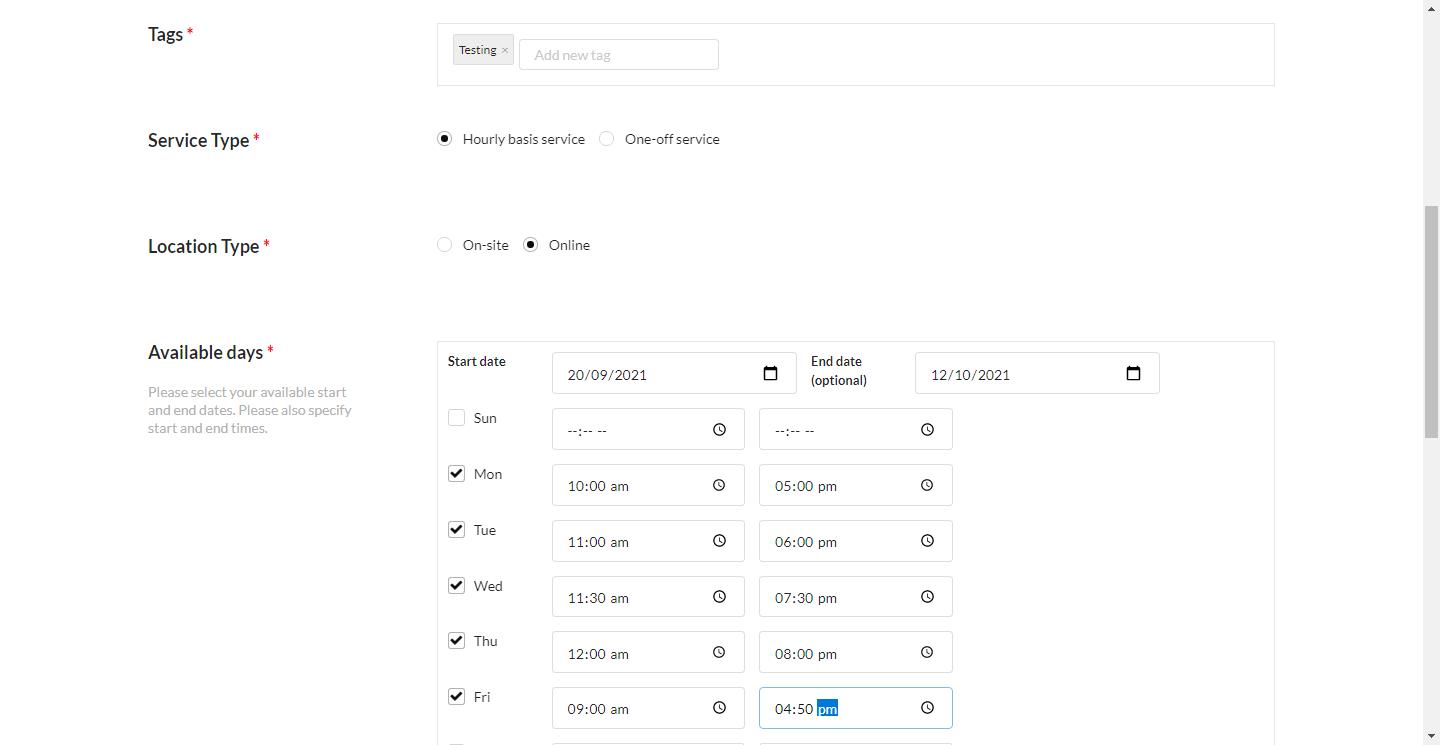 Tags *
Testing ×
Add new tag
Service Type *
Hourly basis service One-off service
Location Type *
On-site Online
Available days *
Please select your available start
and end dates. Please also specify
start and end times.
Start date 20/09/2021 End date
(optional) 12/10/2021
Sun --:-- -- --:-- --
Mon 10:00 am 05:00 pm
Tue 11:00 am 06:00 pm
Wed 11:30 am 07:30 pm
Thu 12:00 am 08:00 pm
Fri 09:00 am 04:50 pm